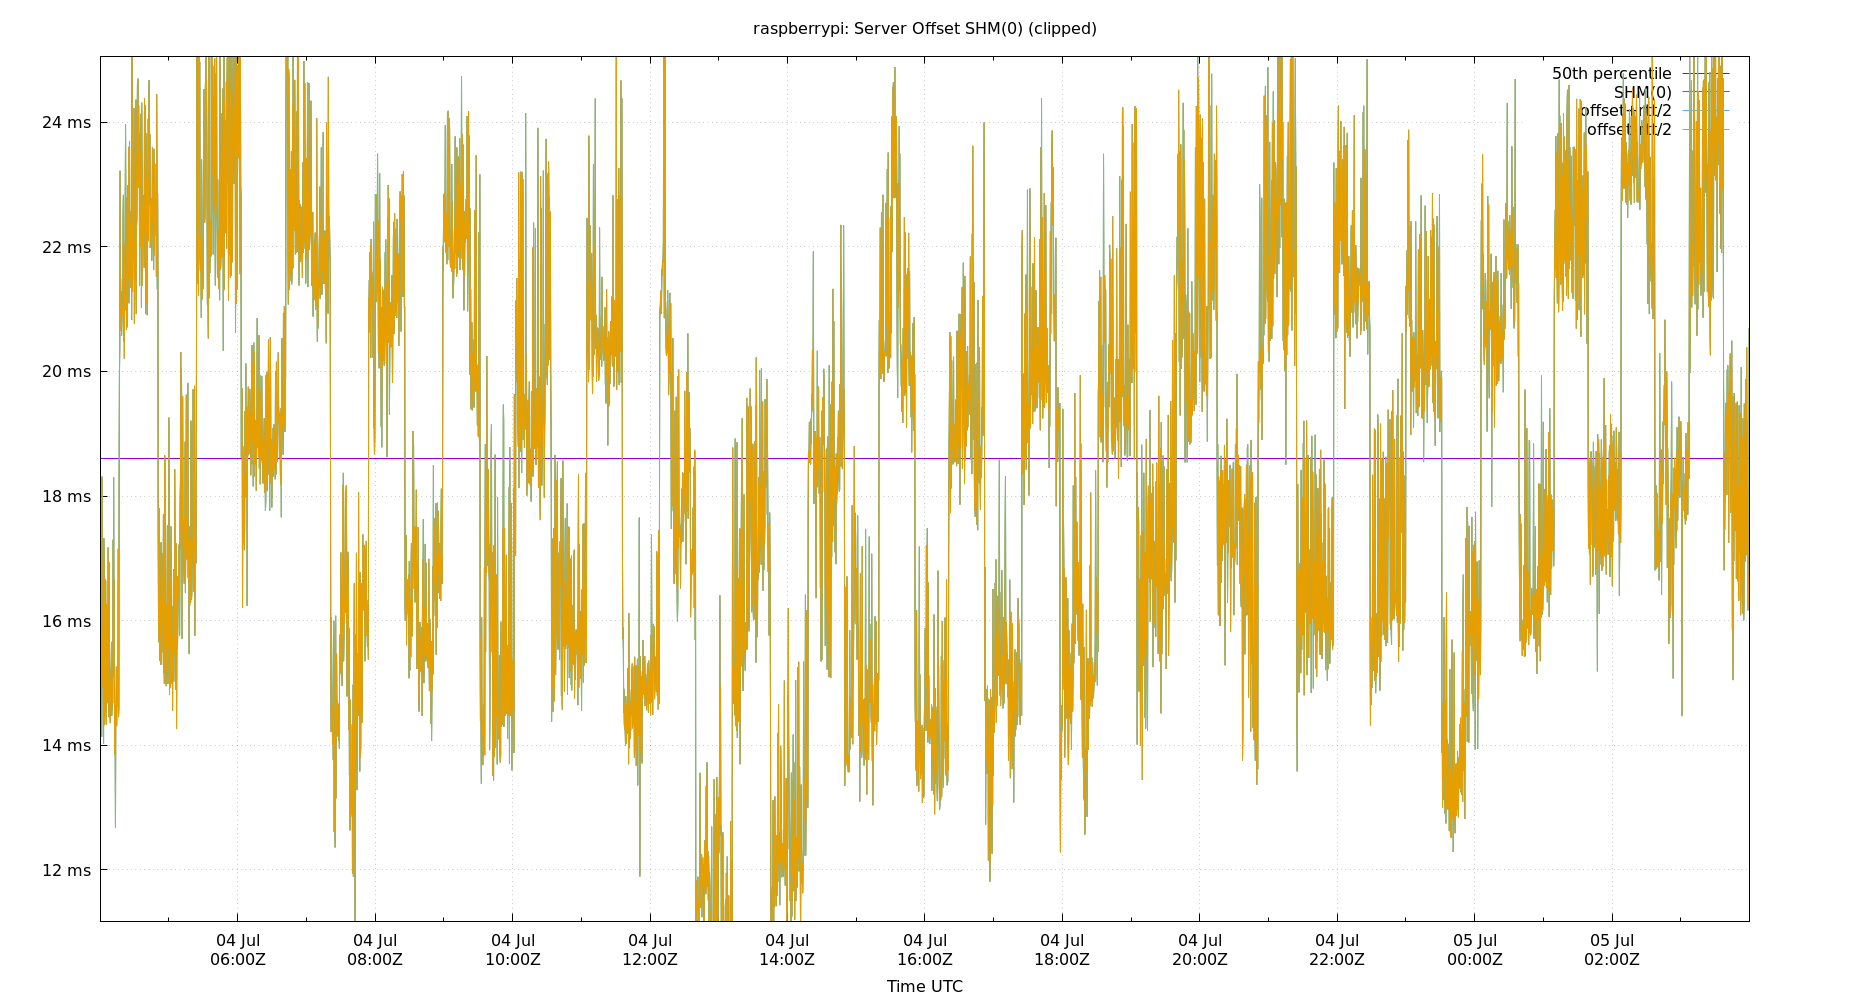 raspberrypi: Server Offset SHM(0) (clipped)
50th percentile
SHM(0)
offset+rtt/2
offset-rtt/2
24 ms
22 ms
20 ms
18 ms
16 ms
14 ms
12 ms
04 Jul 04 Jul 04 Jul 04 Jul 04 Jul 04 Jul 04 Jul 04 Jul 04 Jul 05 Jul 05 Jul
06:00Z 08:00Z 10:00Z 12:00Z 14:00Z 16:00Z 18:00Z 20:00Z 22:00Z 00:00Z 02:00Z
Time UTC